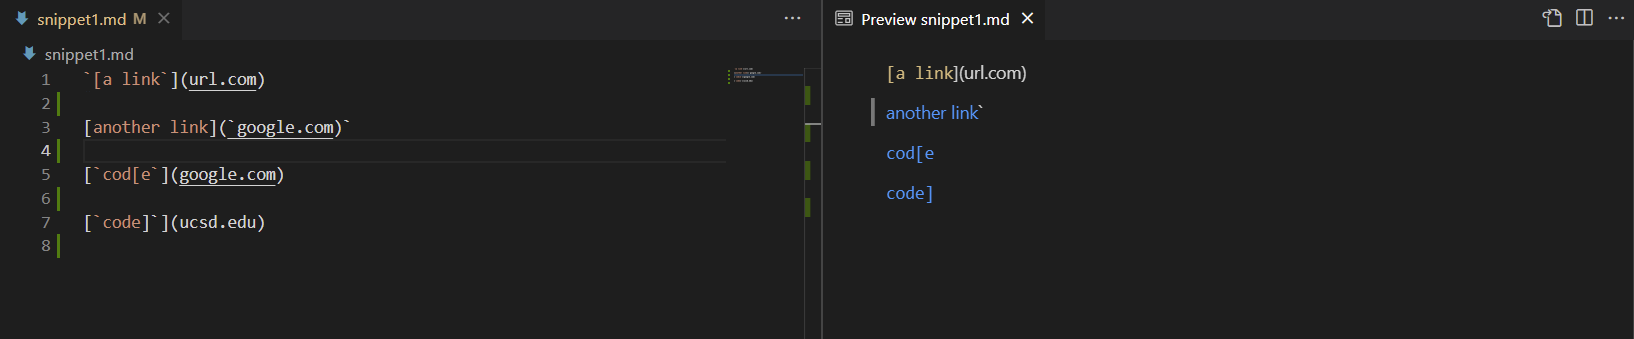 snippet1.md M
Preview snippet1.md
snippet1.md
1 `[a link`](url.com)
2
3 [another link](`google.com)`
4
5 [`cod[e`](google.com)
6
7 [`code]`](ucsd.edu)
8
[a link](url.com)
another link`
cod[e
code]